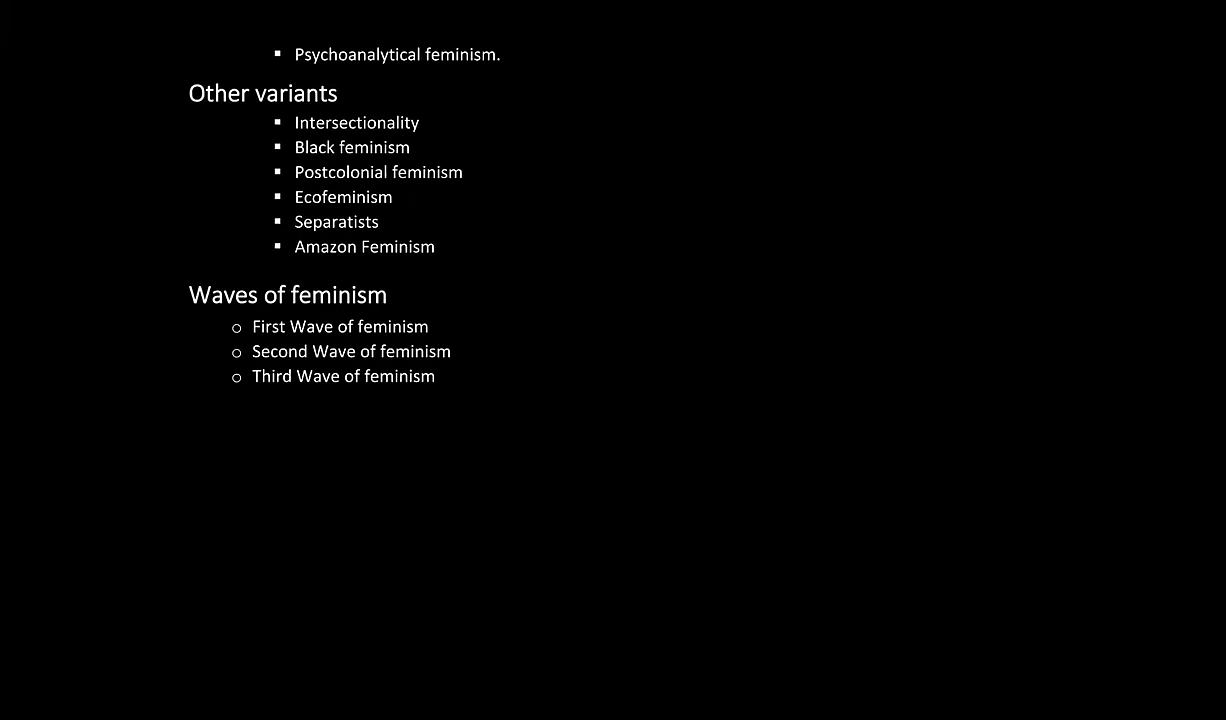 ▪ Psychoanalytical feminism.
Other variants
▪ Intersectionality
▪ Black feminism
▪ Postcolonial feminism
▪ Ecofeminism
▪ Separatists
▪ Amazon Feminism
Waves of feminism
o First Wave of feminism
o Second Wave of feminism
o Third Wave of feminism